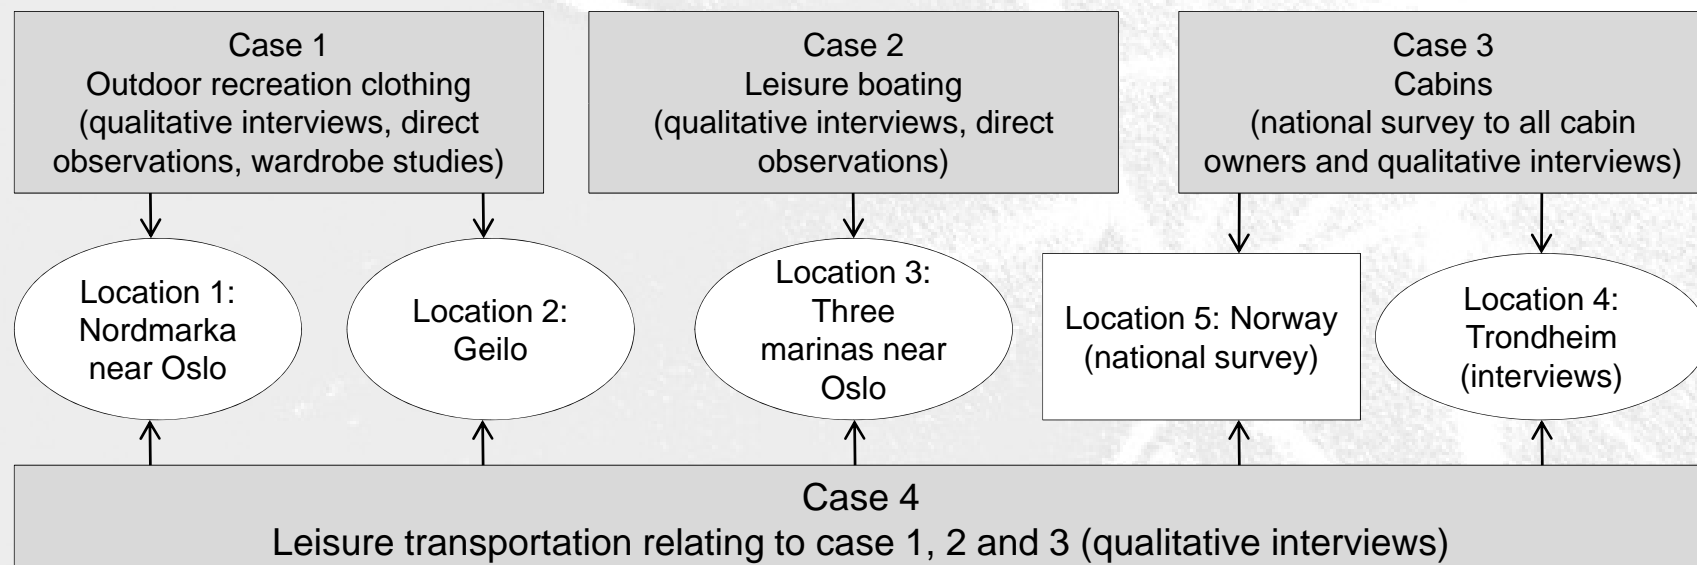 Case 1
Outdoor recreation clothing
(qualitative interviews, direct
observations, wardrobe studies)
Case 2
Leisure boating
(qualitative interviews, direct
observations)
Case 3
Cabins
(national survey to all cabin
owners and qualitative interviews)
Location 1:
Nordmarka
near Oslo
Location 2:
Geilo
Location 3:
Three
marinas near
Oslo
Location 5: Norway
(national survey)
Location 4:
Trondheim
(interviews)
Case 4
Leisure transportation relating to case 1, 2 and 3 (qualitative interviews)